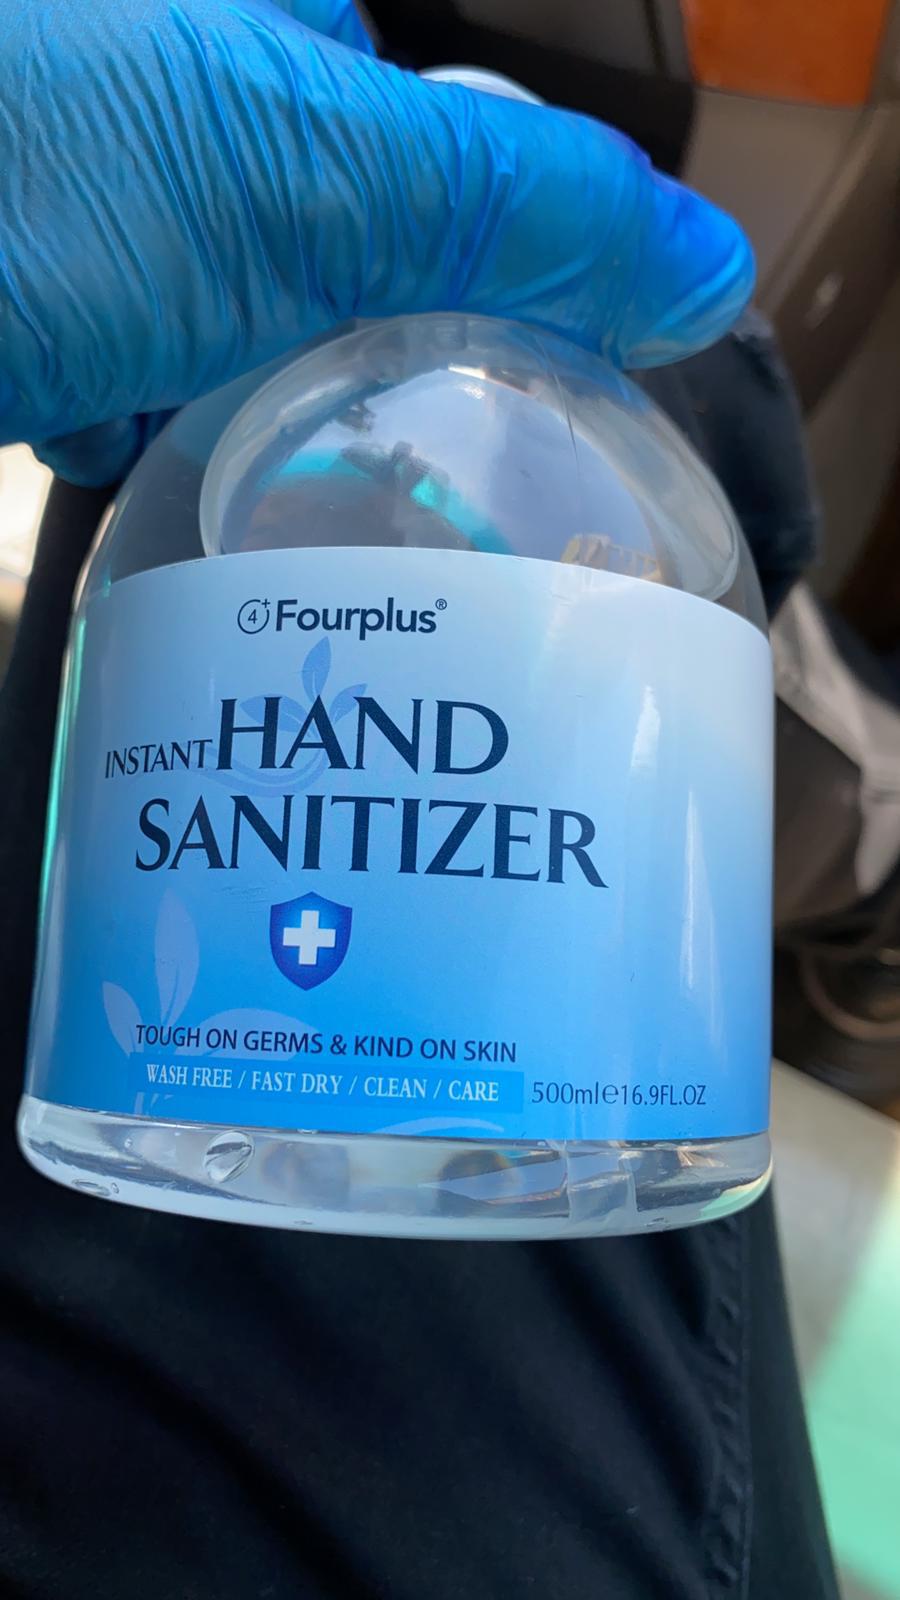 4+ Fourplus®
INSTANT HAND
SANITIZER
TOUGH ON GERMS & KIND ON SKIN
WASH FREE / FAST DRY / CLEAN / CARE
500ml℮16.9FL.OZ